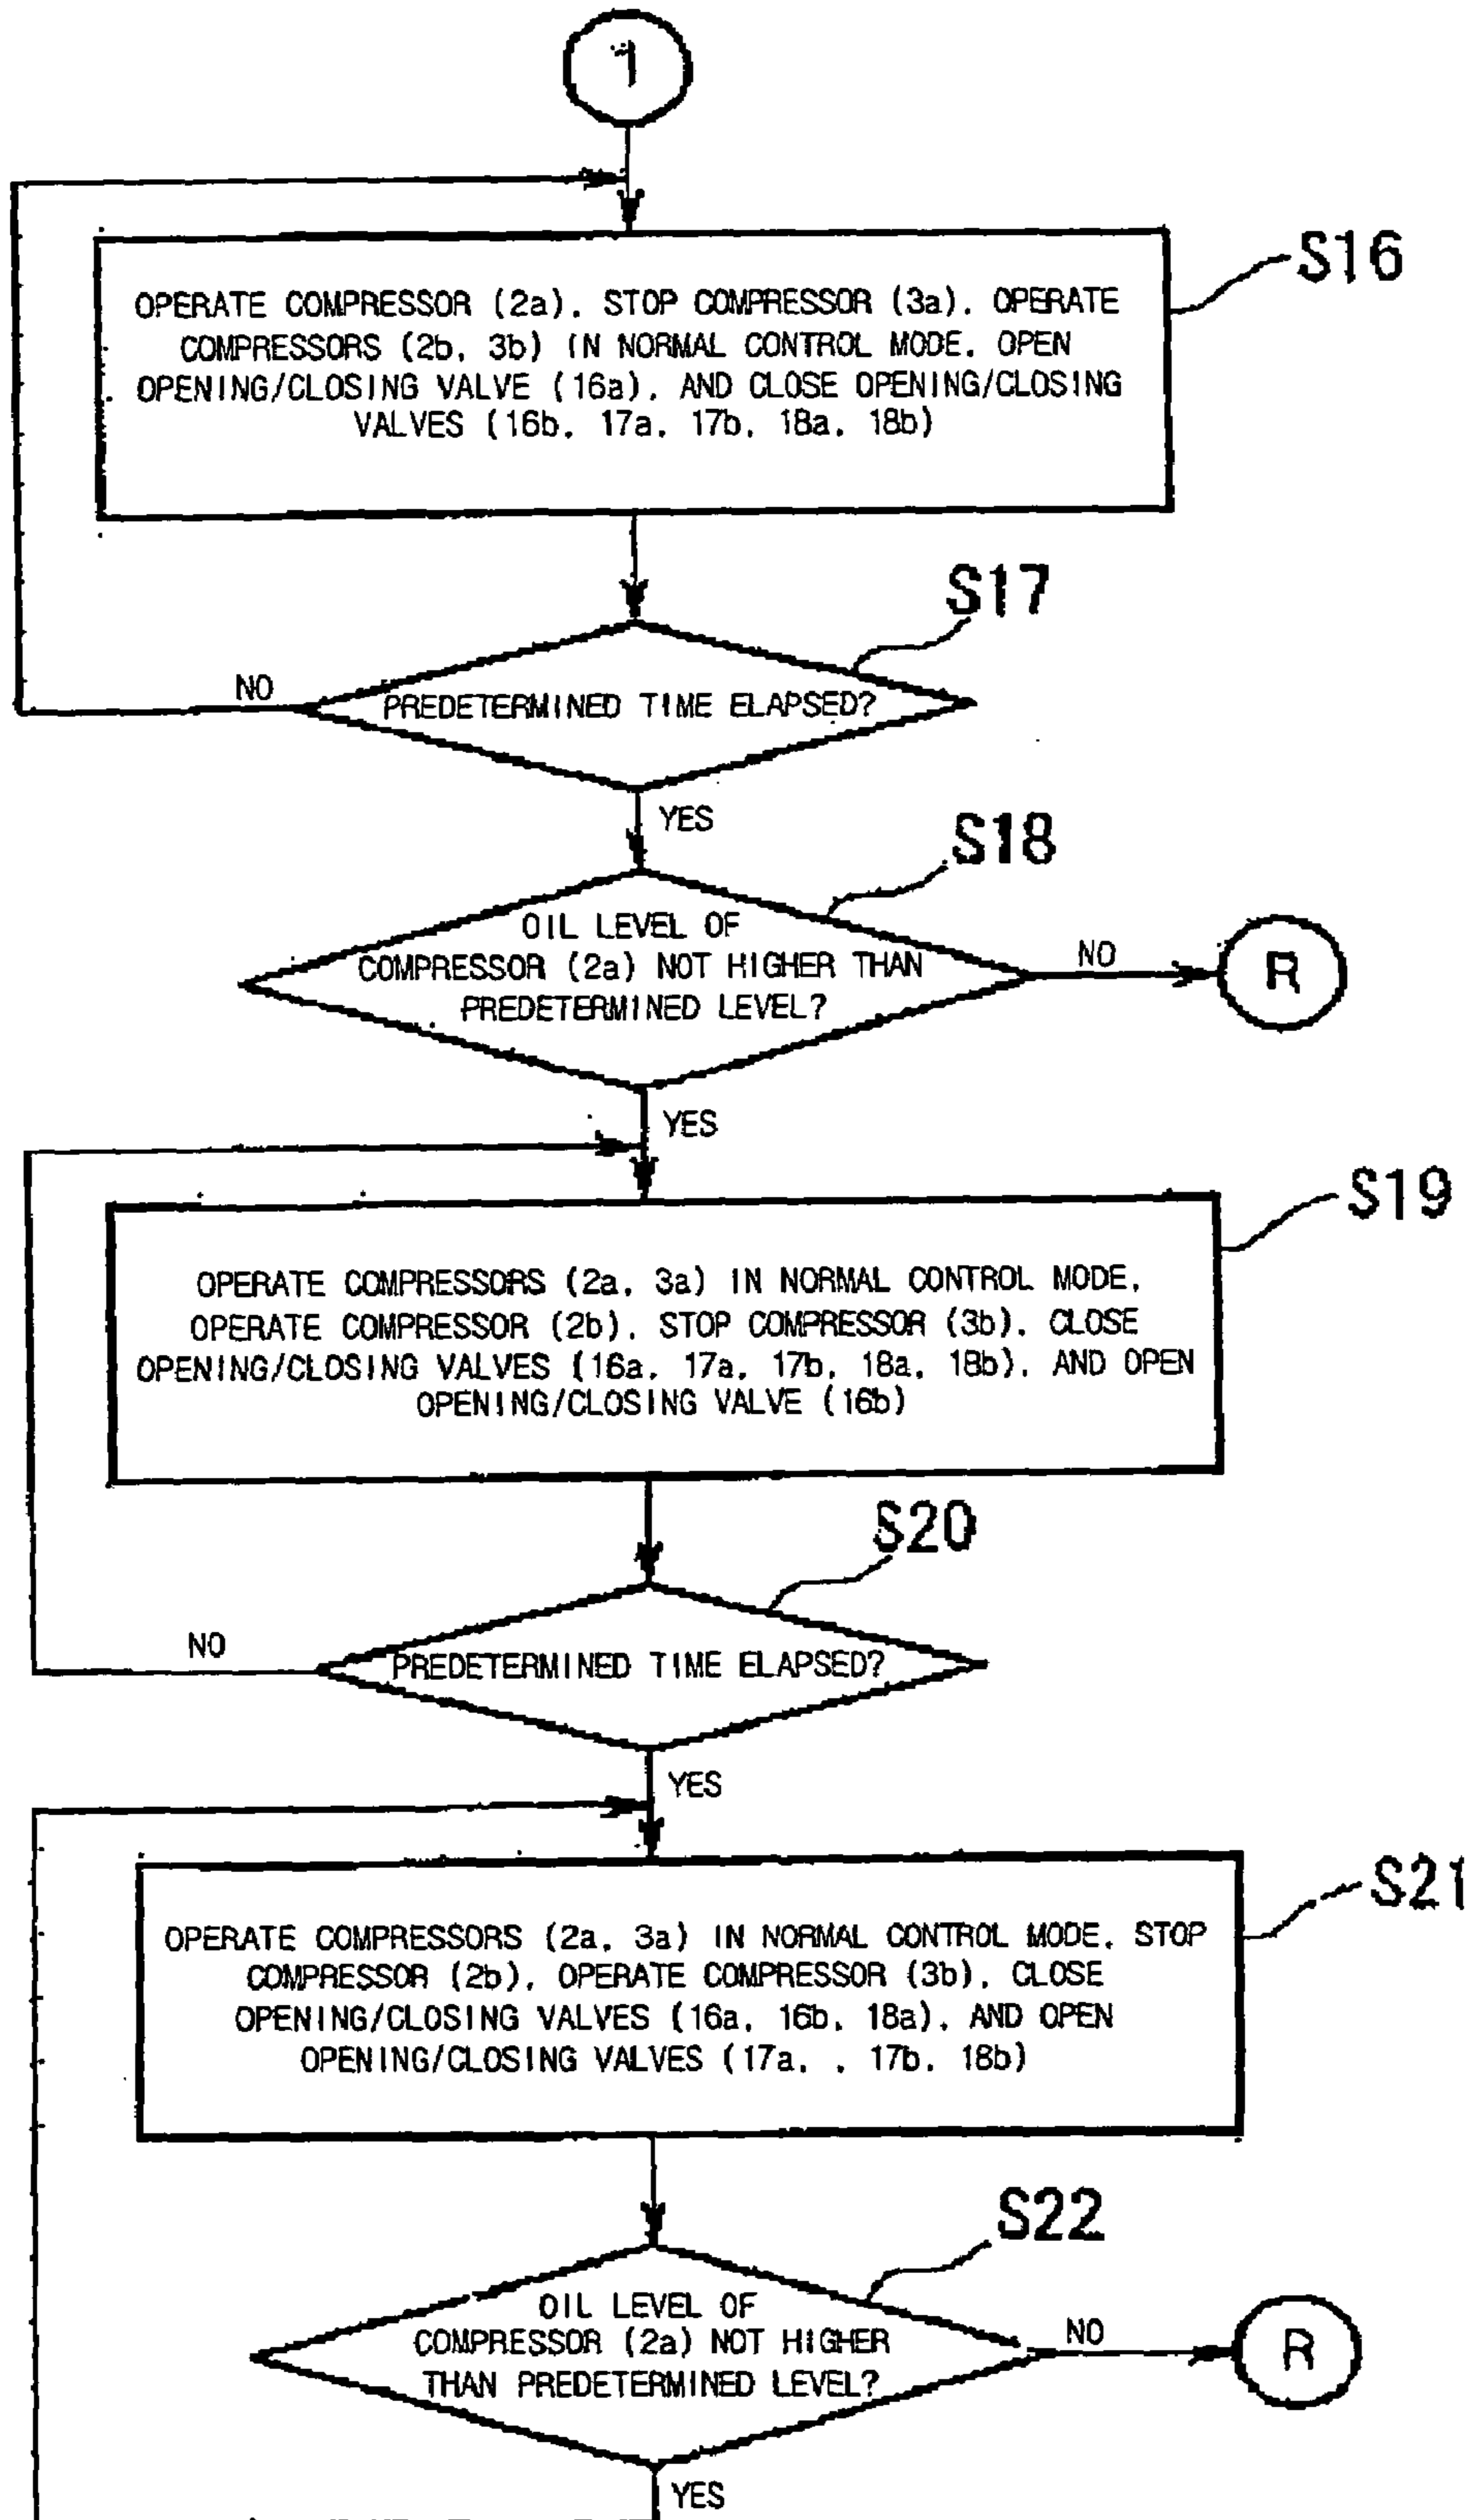 1
S16
OPERATE COMPRESSOR (2a), STOP COMPRESSOR (3a), OPERATE
COMPRESSORS (2b, 3b) IN NORMAL CONTROL MODE, OPEN
OPENING/CLOSING VALVE (16a), AND CLOSE OPENING/CLOSING
VALVES (16b, 17a, 17b, 18a, 18b)
S17
NO
PREDETERMINED TIME ELAPSED?
YES
S18
OIL LEVEL OF
COMPRESSOR (2a) NOT HIGHER THAN
PREDETERMINED LEVEL?
NO
R
YES
S19
OPERATE COMPRESSORS (2a, 3a) IN NORMAL CONTROL MODE,
OPERATE COMPRESSOR (2b), STOP COMPRESSOR (3b), CLOSE
OPENING/CLOSING VALVES (16a, 17a, 17b, 18a, 18b), AND OPEN
OPENING/CLOSING VALVE (16b)
S20
NO
PREDETERMINED TIME ELAPSED?
YES
S21
OPERATE COMPRESSORS (2a, 3a) IN NORMAL CONTROL MODE, STOP
COMPRESSOR (2b), OPERATE COMPRESSOR (3b), CLOSE
OPENING/CLOSING VALVES (16a, 16b, 18a), AND OPEN
OPENING/CLOSING VALVES (17a, , 17b, 18b)
S22
OIL LEVEL OF
COMPRESSOR (2a) NOT HIGHER
THAN PREDETERMINED LEVEL?
NO
R
YES